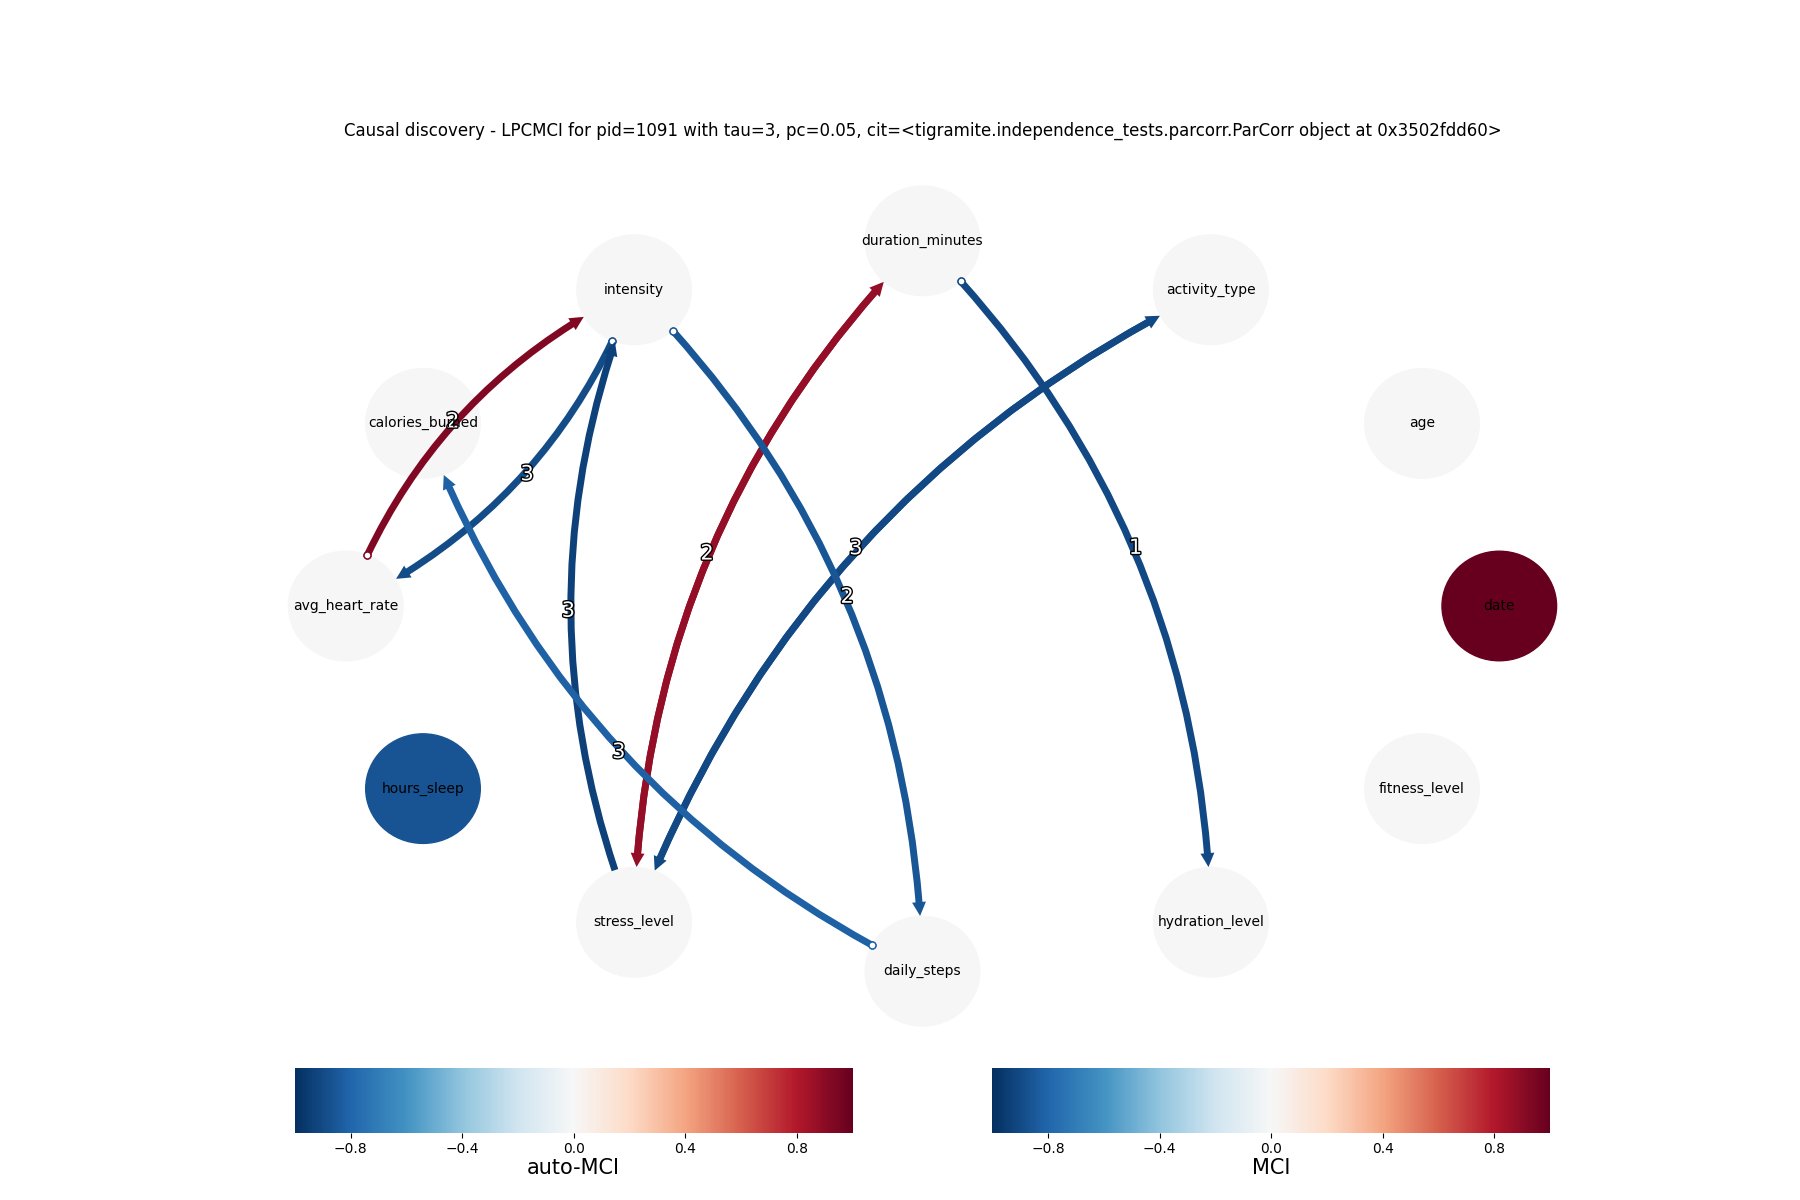 Causal discovery - LPCMCI for pid=1091 with tau=3, pc=0.05, cit=<tigramite.independence_tests.parcorr.ParCorr object at 0x3502fdd60>
duration_minutes
intensity
activity_type
calories_burned
2
age
3
2
3
1
2
3
avg_heart_rate
date
3
hours_sleep
fitness_level
stress_level
hydration_level
daily_steps
−0.8 −0.4 0.0 0.4 0.8
auto-MCI
−0.8 −0.4 0.0 0.4 0.8
MCI